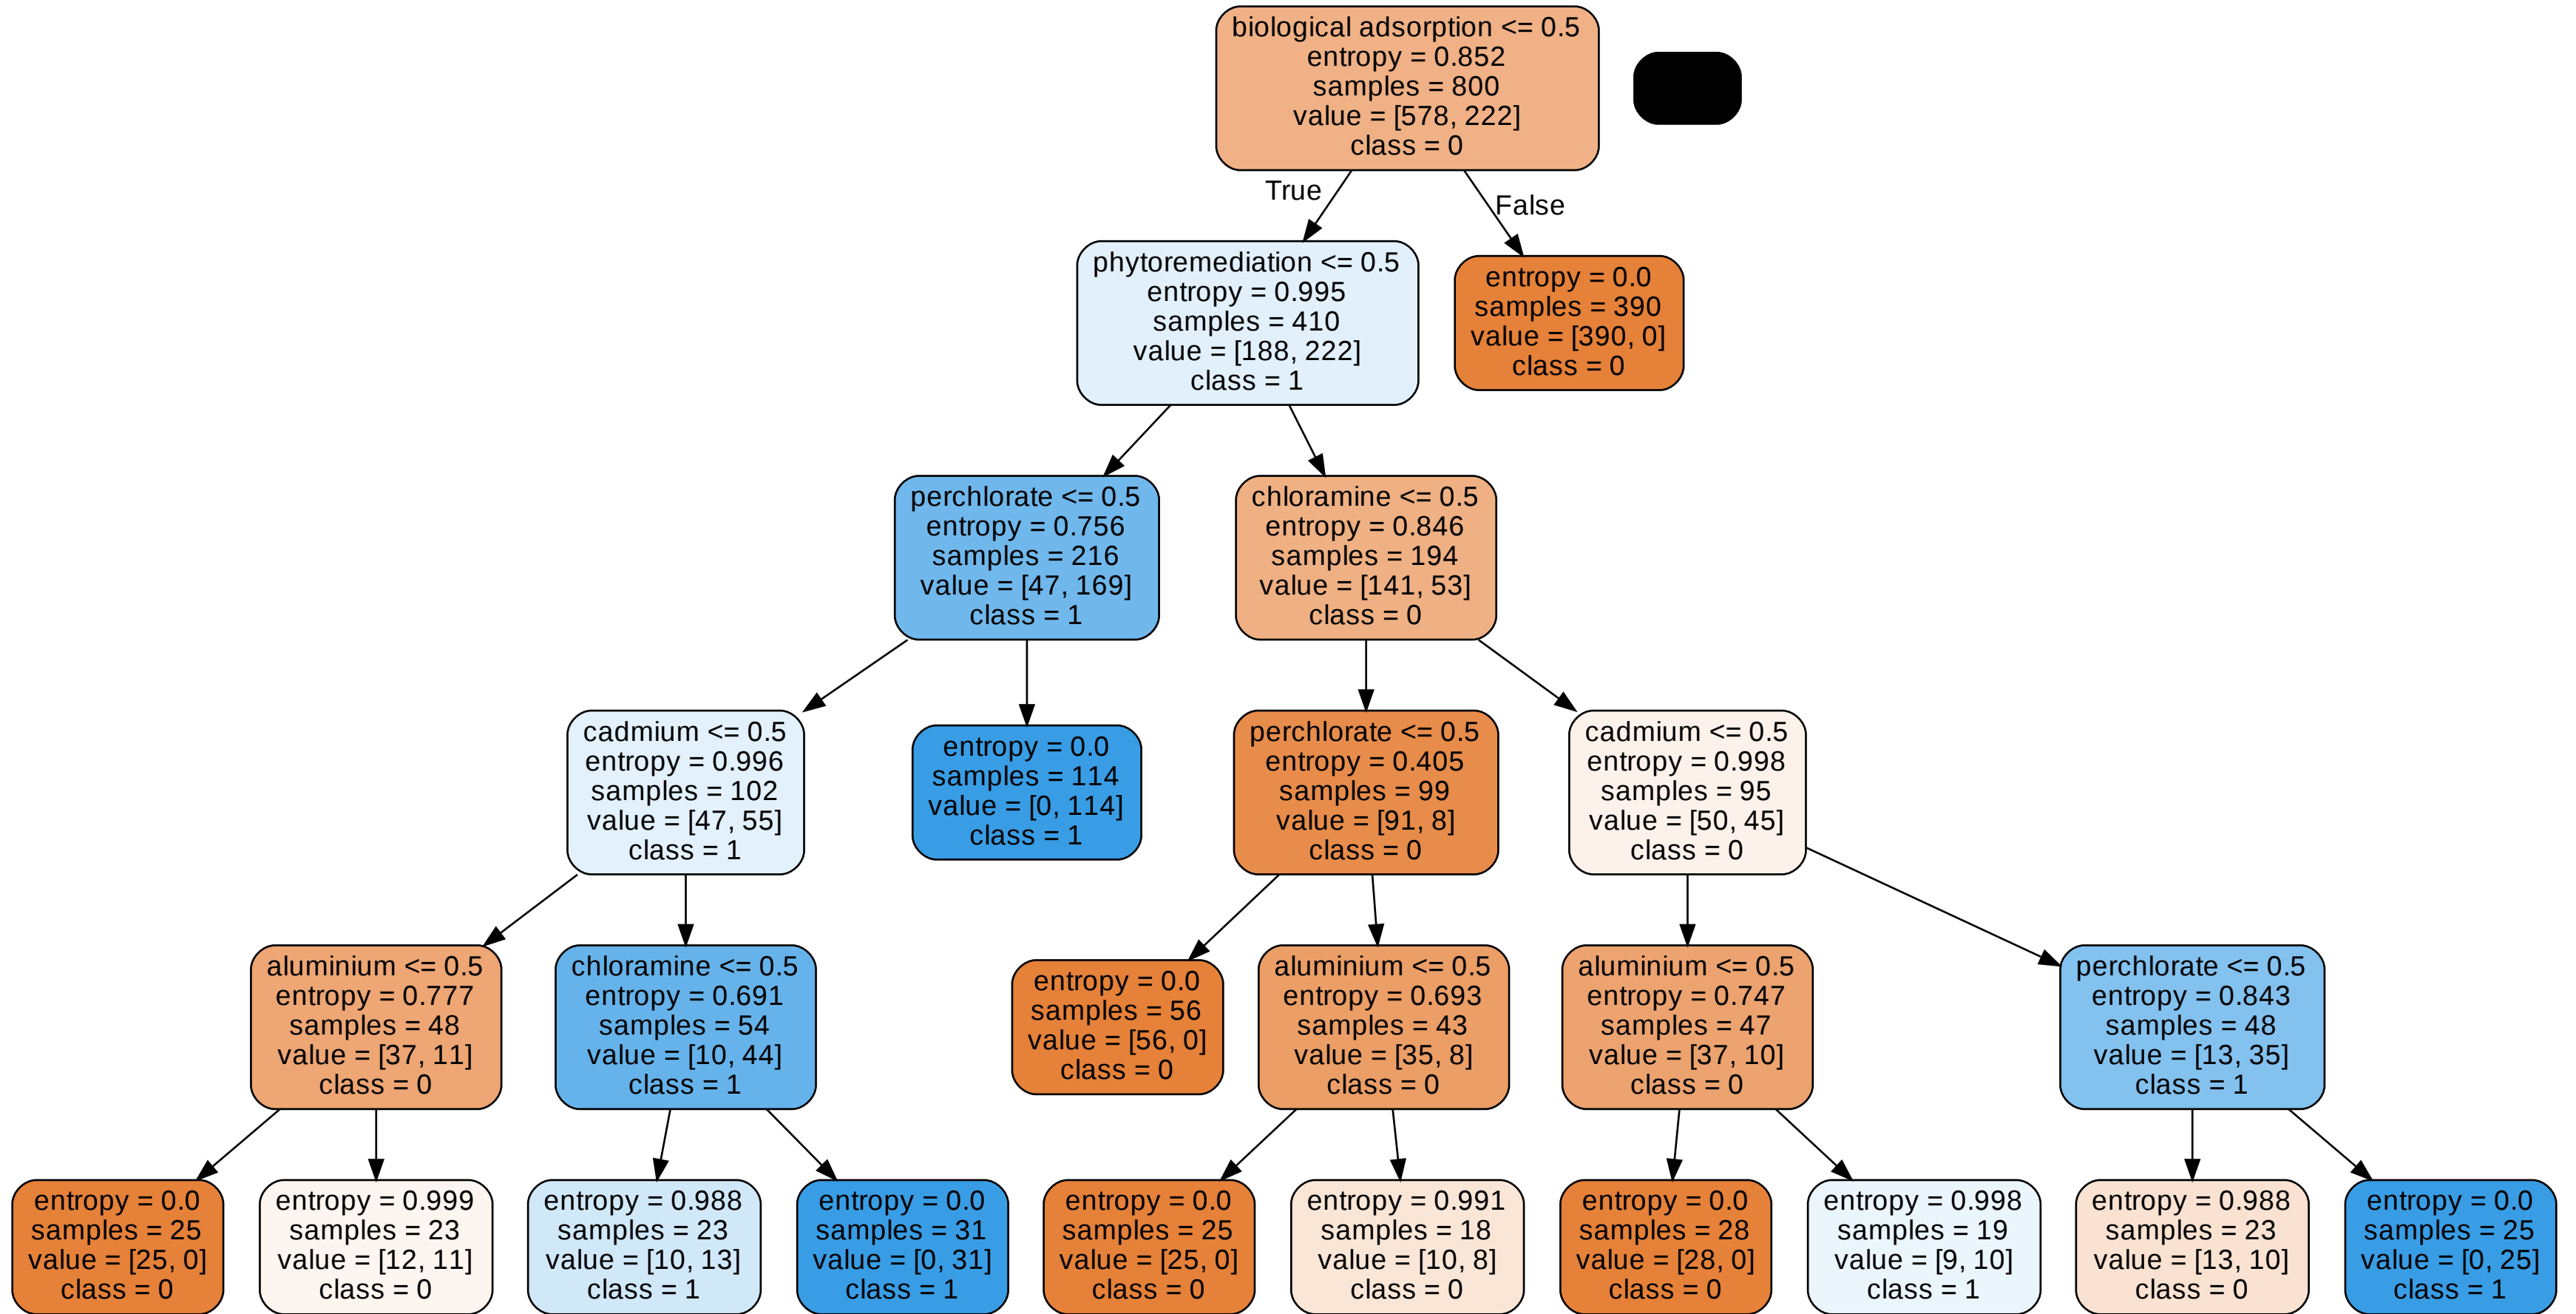 biological adsorption <= 0.5
entropy = 0.852
samples = 800
value = [578, 222]
class = 0
True
False
phytoremediation <= 0.5
entropy = 0.995
samples = 410
value = [188, 222]
class = 1
entropy = 0.0
samples = 390
value = [390, 0]
class = 0
perchlorate <= 0.5
entropy = 0.756
samples = 216
value = [47, 169]
class = 1
chloramine <= 0.5
entropy = 0.846
samples = 194
value = [141, 53]
class = 0
cadmium <= 0.5
entropy = 0.996
samples = 102
value = [47, 55]
class = 1
entropy = 0.0
samples = 114
value = [0, 114]
class = 1
perchlorate <= 0.5
entropy = 0.405
samples = 99
value = [91, 8]
class = 0
cadmium <= 0.5
entropy = 0.998
samples = 95
value = [50, 45]
class = 0
aluminium <= 0.5
entropy = 0.777
samples = 48
value = [37, 11]
class = 0
chloramine <= 0.5
entropy = 0.691
samples = 54
value = [10, 44]
class = 1
entropy = 0.0
samples = 56
value = [56, 0]
class = 0
aluminium <= 0.5
entropy = 0.693
samples = 43
value = [35, 8]
class = 0
aluminium <= 0.5
entropy = 0.747
samples = 47
value = [37, 10]
class = 0
perchlorate <= 0.5
entropy = 0.843
samples = 48
value = [13, 35]
class = 1
entropy = 0.0
samples = 25
value = [25, 0]
class = 0
entropy = 0.999
samples = 23
value = [12, 11]
class = 0
entropy = 0.988
samples = 23
value = [10, 13]
class = 1
entropy = 0.0
samples = 31
value = [0, 31]
class = 1
entropy = 0.0
samples = 25
value = [25, 0]
class = 0
entropy = 0.991
samples = 18
value = [10, 8]
class = 0
entropy = 0.0
samples = 28
value = [28, 0]
class = 0
entropy = 0.998
samples = 19
value = [9, 10]
class = 1
entropy = 0.988
samples = 23
value = [13, 10]
class = 0
entropy = 0.0
samples = 25
value = [0, 25]
class = 1